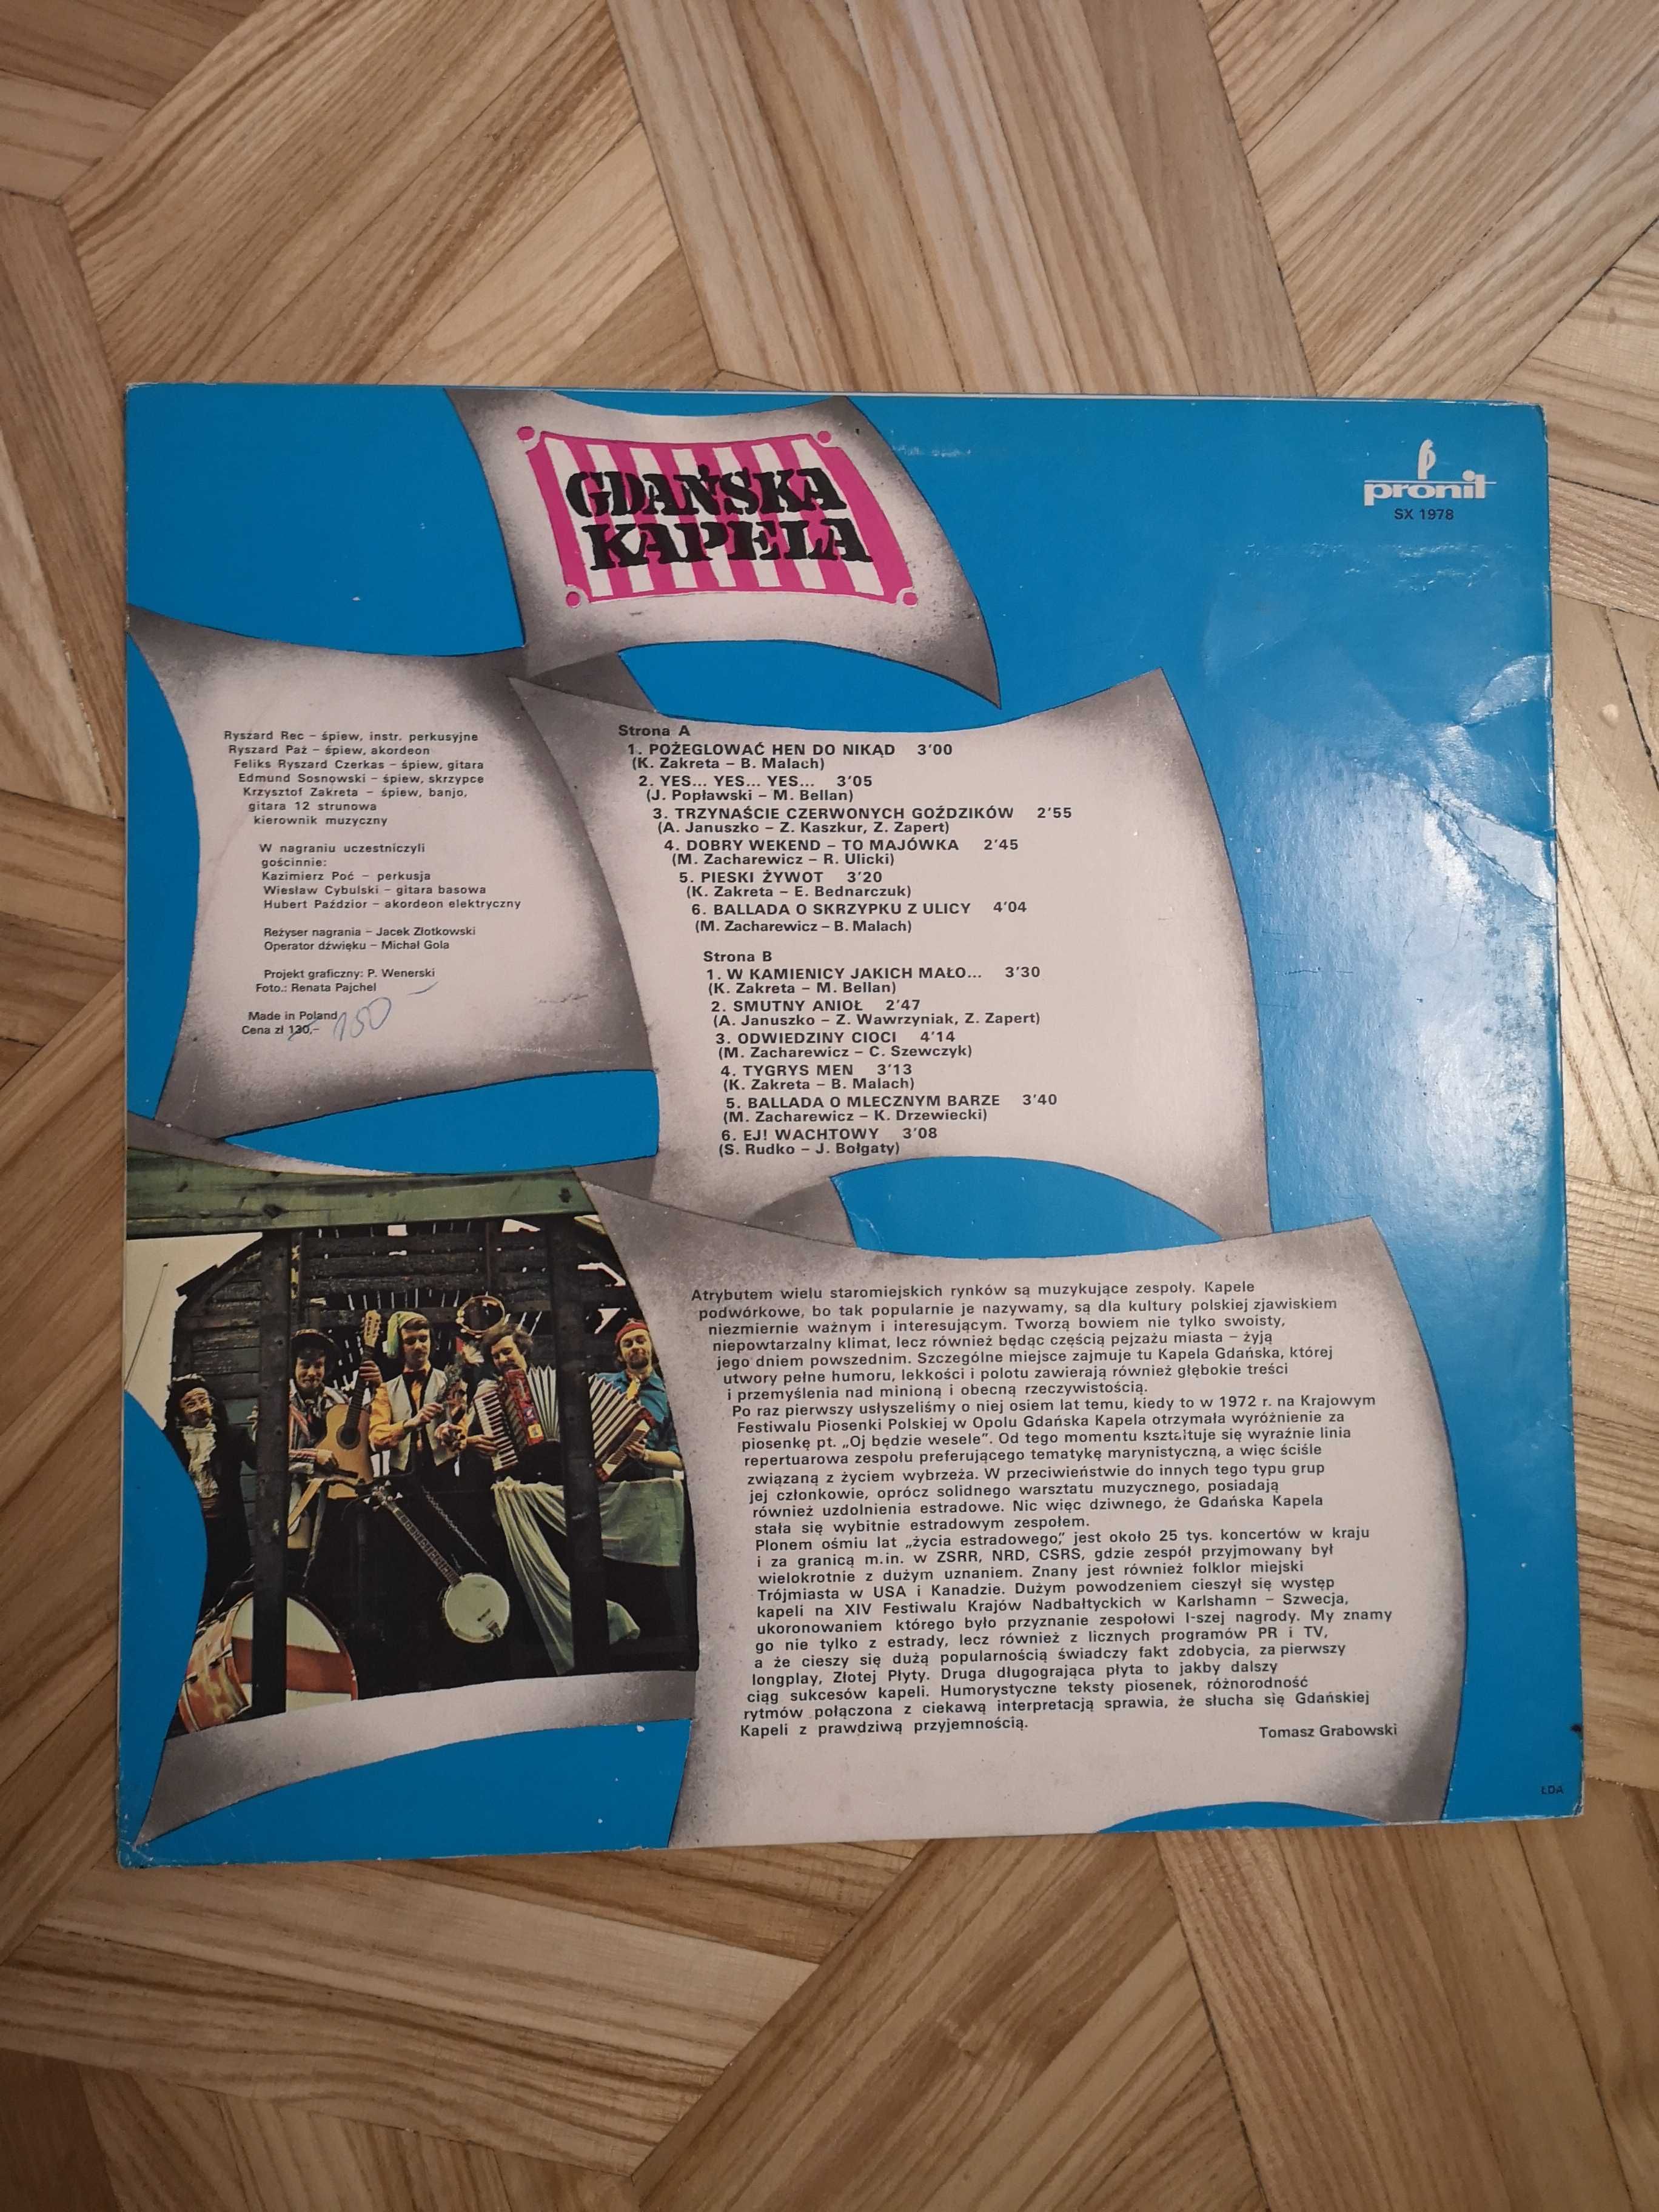 GDAŃSKA
KAPELA
pronit
SX 1978
Ryszard Rec – śpiew, instr. perkusyjne
Ryszard Paż – śpiew, akordeon
Feliks Ryszard Czerkas – śpiew, gitara
Edmund Sosnowski – śpiew, skrzypce
Krzysztof Zakreta – śpiew, banjo,
gitara 12 strunowa
kierownik muzyczny
W nagraniu uczestniczyli
gościnnie:
Kazimierz Poć – perkusja
Wiesław Cybulski – gitara basowa
Hubert Paździor – akordeon elektryczny
Reżyser nagrania – Jacek Złotkowski
Operator dźwięku – Michał Gola
Projekt graficzny: P. Wenerski
Foto.: Renata Pajchel
Made in Poland
Cena zł 130,– 150
Strona A
1. POŻEGLOWAĆ HEN DO NIKĄD 3'00
(K. Zakreta – B. Malach)
2. YES... YES... YES... 3'05
(J. Popławski – M. Bellan)
3. TRZYNAŚCIE CZERWONYCH GOŹDZIKÓW 2'55
(A. Januszko – Z. Kaszkur, Z. Zapert)
4. DOBRY WEKEND – TO MAJÓWKA 2'45
(M. Zacharewicz – R. Ulicki)
5. PIESKI ŻYWOT 3'20
(K. Zakreta – E. Bednarczuk)
6. BALLADA O SKRZYPKU Z ULICY 4'04
(M. Zacharewicz – B. Malach)
Strona B
1. W KAMIENICY JAKICH MAŁO... 3'30
(K. Zakreta – M. Bellan)
2. SMUTNY ANIOŁ 2'47
(A. Januszko – Z. Wawrzyniak, Z. Zapert)
3. ODWIEDZINY CIOCI 4'14
(M. Zacharewicz – C. Szewczyk)
4. TYGRYS MEN 3'13
(K. Zakreta – B. Malach)
5. BALLADA O MLECZNYM BARZE 3'40
(M. Zacharewicz – K. Drzewiecki)
6. EJ! WACHTOWY 3'08
(S. Rudko – J. Bołgaty)
Atrybutem wielu staromiejskich rynków są muzykujące zespoły. Kapele
podwórkowe, bo tak popularnie je nazywamy, są dla kultury polskiej zjawiskiem
niezmiernie ważnym i interesującym. Tworzą bowiem nie tylko swoisty,
niepowtarzalny klimat, lecz również będąc częścią pejzażu miasta – żyją
jego dniem powszednim. Szczególne miejsce zajmuje tu Kapela Gdańska, której
utwory pełne humoru, lekkości i polotu zawierają również głębokie treści
i przemyślenia nad minioną i obecną rzeczywistością.
Po raz pierwszy usłyszeliśmy o niej osiem lat temu, kiedy to w 1972 r. na Krajowym
Festiwalu Piosenki Polskiej w Opolu Gdańska Kapela otrzymała wyróżnienie za
piosenkę pt. „Oj będzie wesele”. Od tego momentu kształtuje się wyraźnie linia
repertuarowa zespołu preferującego tematykę marynistyczną, a więc ściśle
związaną z życiem wybrzeża. W przeciwieństwie do innych tego typu grup
jej członkowie, oprócz solidnego warsztatu muzycznego, posiadają
również uzdolnienia estradowe. Nic więc dziwnego, że Gdańska Kapela
stała się wybitnie estradowym zespołem.
Plonem ośmiu lat „życia estradowego”, jest około 25 tys. koncertów w kraju
i za granicą m.in. w ZSRR, NRD, CSRS, gdzie zespół przyjmowany był
wielokrotnie z dużym uznaniem. Znany jest również folklor miejski
Trójmiasta w USA i Kanadzie. Dużym powodzeniem cieszył się występ
kapeli na XIV Festiwalu Krajów Nadbałtyckich w Karlshamn – Szwecja,
ukoronowaniem którego było przyznanie zespołowi I-szej nagrody. My znamy
go nie tylko z estrady, lecz również z licznych programów PR i TV,
a że cieszy się dużą popularnością świadczy fakt zdobycia, za pierwszy
longplay, Złotej Płyty. Druga długogrająca płyta to jakby dalszy
ciąg sukcesów kapeli. Humorystyczne teksty piosenek, różnorodność
rytmów połączona z ciekawą interpretacją sprawia, że słucha się Gdańskiej
Kapeli z prawdziwą przyjemnością.
Tomasz Grabowski
ŁDA